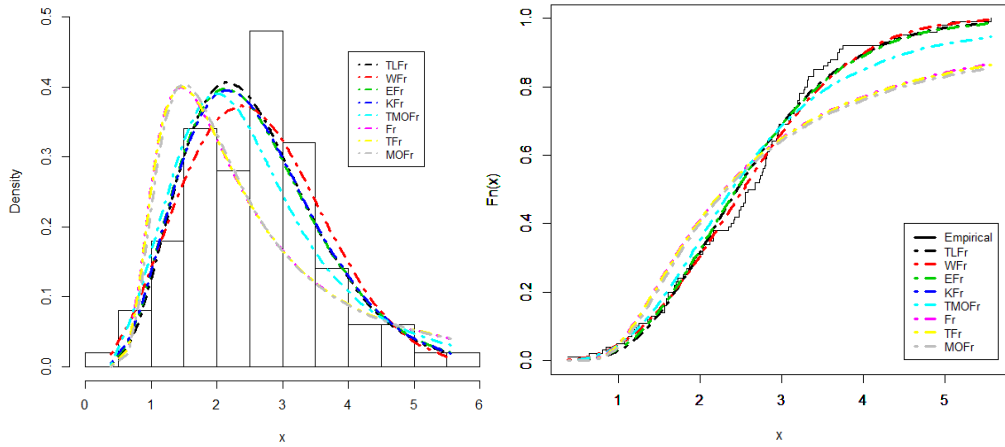 0.5
0.4
0.3
0.2
0.1
0.0
Density
0 1 2 3 4 5 6
x
TLFr
WFr
EFr
KFr
TMOFr
Fr
TFr
MOFr
1.0
0.8
0.6
0.4
0.2
0.0
Fn(x)
1 2 3 4 5
x
Empirical
TLFr
WFr
EFr
KFr
TMOFr
Fr
TFr
MOFr